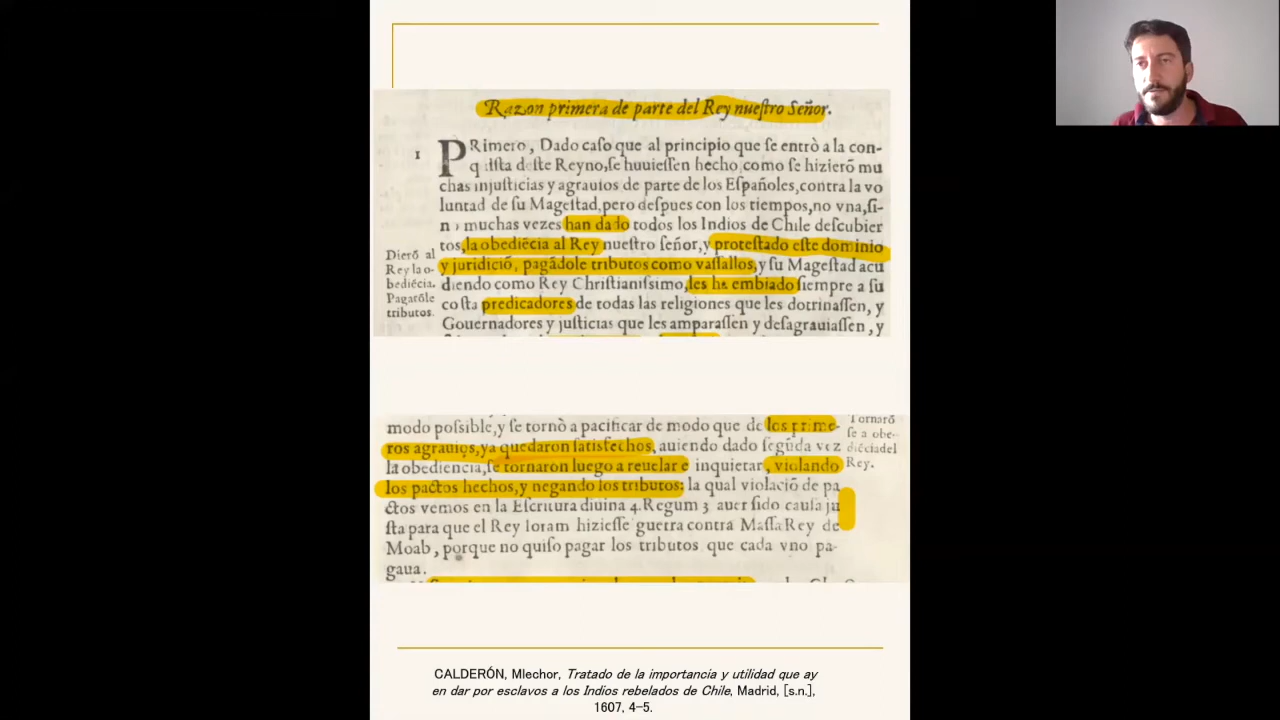 Razon primera de parte del Rey nuestro Señor.
1
PRimero, Dado caso que al principio que se entrò a la con-
quista deste Reyno,se huuiessen hecho,como se hizierõ mu
chas injusticias y agrauios de parte de los Españoles,contra la vo
luntad de su Magestad,pero despues con los tiempos,no vna,si-
n, muchas vezes han dado todos los Indios de Chile descubier
tos,la obediẽcia al Rey nuestro señor,y protestado este dominio
y juridiciõ, pagãdole tributos como vassallos,y su Magestad acu
diendo como Rey Christianissimo,les ha embiado siempre a su
costa predicadores de todas las religiones que les dotrinassen, y
Gouernadores y justicias que les amparassen y desagrauiassen, y
Dierõ al
Rey la o-
bediẽcia.
Pagarõle
tributos.
modo possible,y se tornò a pacificar de modo que de los prime-
ros agrauios,ya quedaron satisfechos, auiendo dado segũda vez
la obediencia,se tornaron luego a reuelar e inquietar, violando
los pactos hechos,y negando los tributos: la qual violaciõ de pa
ctos vemos en la Escritura diuina 4.Regum 3 auer sido causa ju
sta para que el Rey Ioram hiziesse guerra contra Massa Rey de
Moab, porque no quiso pagar los tributos que cada vno pa-
gaua.
Tornarõ
se a obe-
diẽcia del
Rey.
CALDERÓN, Mlechor, Tratado de la importancia y utilidad que ay
en dar por esclavos a los Indios rebelados de Chile, Madrid, [s.n.],
1607, 4-5.